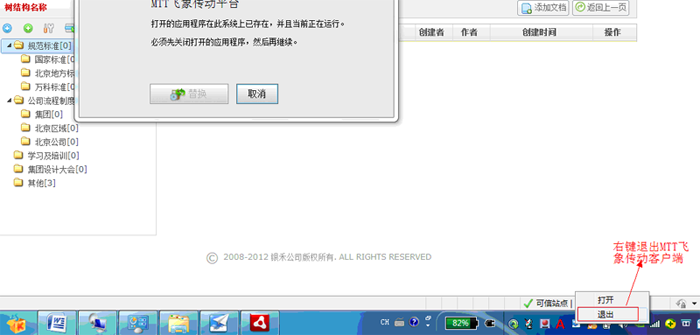 树结构名称
MTT飞象传动平台
添加文档
返回上一页
打开的应用程序在此系统上已存在，并且当前正在运行。
必须先关闭打开的应用程序，然后再继续。
创建者
作者
创建时间
操作
规范标准[0]
国家标准[0]
北京地方标
万科标准[0]
公司流程制度
集团[0]
北京区域[0]
北京公司[0]
学习及培训[0]
集团设计大会[0]
其他[3]
替换
取消
© 2008-2012 银禾公司版权所有. ALL RIGHTS RESERVED
右键退出MTT飞
象传动客户端
可信站点
打开
退出
CH
82%